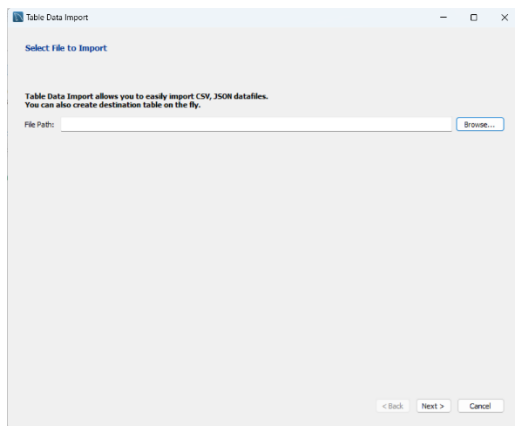 Table Data Import
Select File to Import
Table Data Import allows you to easily import CSV, JSON datafiles.
You can also create destination table on the fly.
File Path:
Browse...
< Back
Next >
Cancel